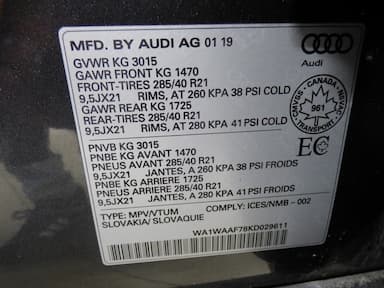 MFD. BY AUDI AG 01 19
Audi
GVWR KG 3015
GAWR FRONT KG 1470
FRONT-TIRES 285/40 R21
9,5JX21 RIMS, AT 260 KPA 38 PSI COLD
GAWR REAR KG 1725
REAR-TIRES 285/40 R21
9,5JX21 RIMS, AT 280 KPA 41 PSI COLD
CANADA
961
TRANSPORT
PNVB KG 3015
PNBE KG AVANT 1470
PNEUS AVANT 285/40 R21
9,5JX21 JANTES, A 260 KPA 38 PSI FROIDS
PNBE KG ARRIERE 1725
PNEUS ARRIERE 285/40 R21
9,5JX21 JANTES, A 280 KPA 41 PSI FROIDS
EC
TYPE: MPV/VTUM COMPLY: ICES/NMB - 002
SLOVAKIA/ SLOVAQUIE
WA1WAAF76KD029611